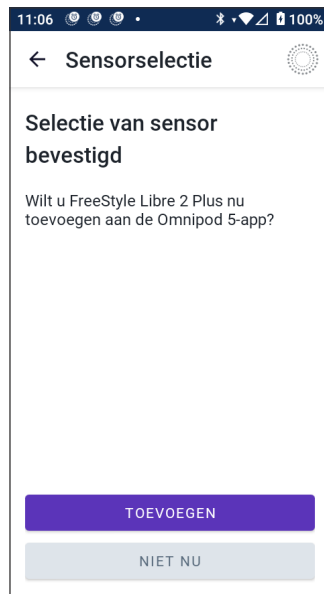 11:06 100%
Sensorselectie
Selectie van sensor
bevestigd
Wilt u FreeStyle Libre 2 Plus nu
toevoegen aan de Omnipod 5-app?
TOEVOEGEN
NIET NU